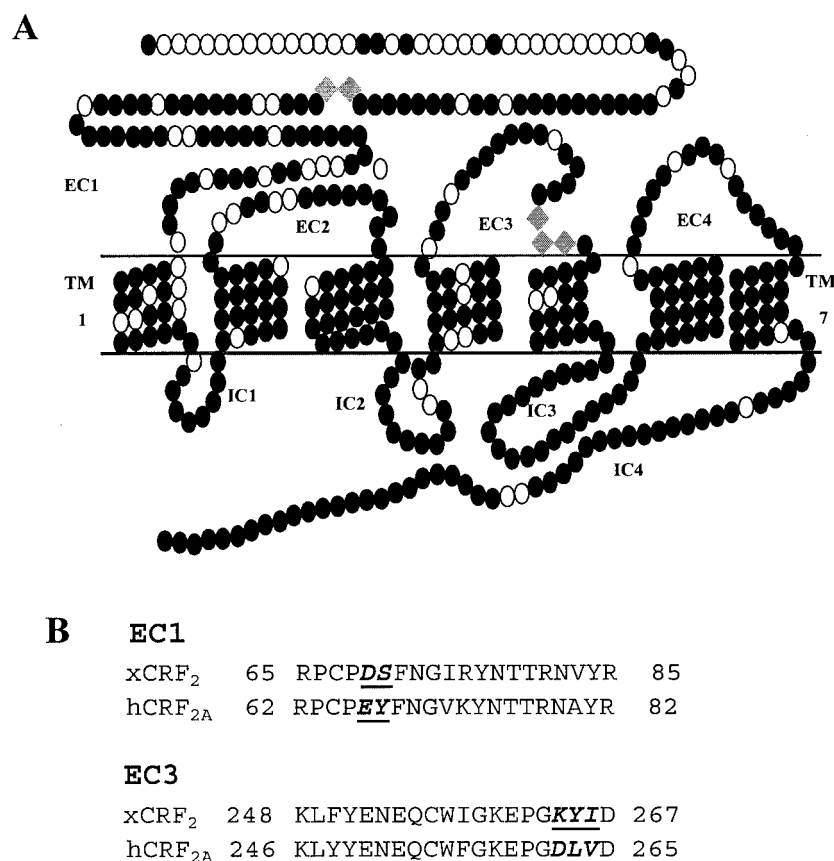 A
EC1
EC2
EC3
EC4
TM
1
TM
7
IC1
IC2
IC3
IC4
B EC1
xCRF2 65 RPCPDSFNGIRYNTTRNVYR 85
hCRF2A 62 RPCPEYFNGVKYNTTRNAYR 82
EC3
xCRF2 248 KLFYENEQCWIGKEPGKYID 267
hCRF2A 246 KLYYENEQCWFGKEPGDLVD 265